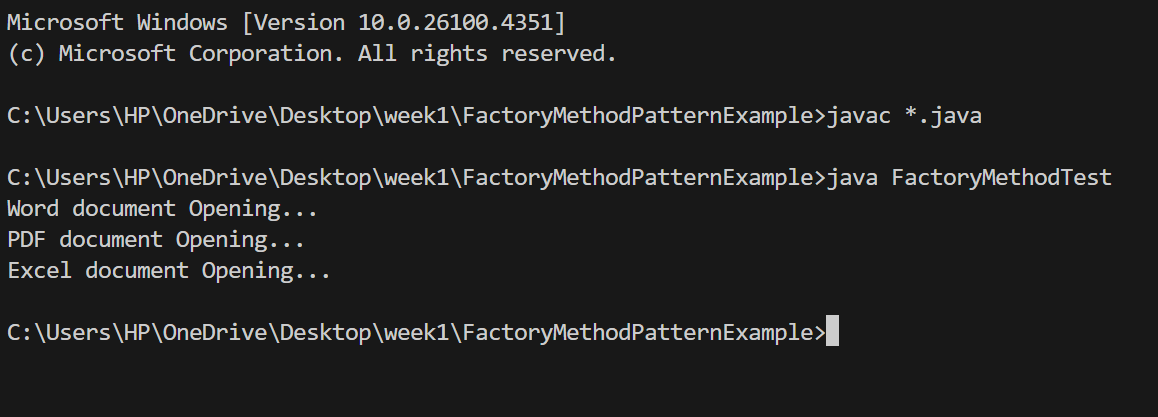 Microsoft Windows [Version 10.0.26100.4351]
(c) Microsoft Corporation. All rights reserved.
C:\Users\HP\OneDrive\Desktop\week1\FactoryMethodPatternExample>javac *.java
C:\Users\HP\OneDrive\Desktop\week1\FactoryMethodPatternExample>java FactoryMethodTest
Word document Opening...
PDF document Opening...
Excel document Opening...
C:\Users\HP\OneDrive\Desktop\week1\FactoryMethodPatternExample>